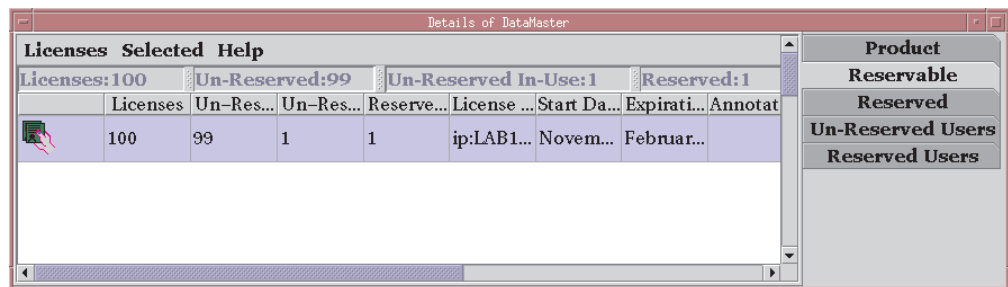 Details of DataMaster
Licenses Selected Help
Licenses:100 Un-Reserved:99 Un-Reserved In-Use:1 Reserved:1
Licenses Un-Res... Un-Res... Reserve... License ... Start Da... Expirati... Annotat
100 99 1 1 ip:LAB1... Novem... Februar...
Product
Reservable
Reserved
Un-Reserved Users
Reserved Users